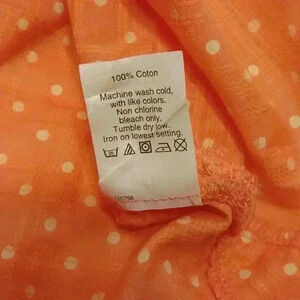 100% Coton
Machine wash cold,
with like colors.
Non chlorine
bleach only.
Tumble dry low.
Iron on lowest setting.